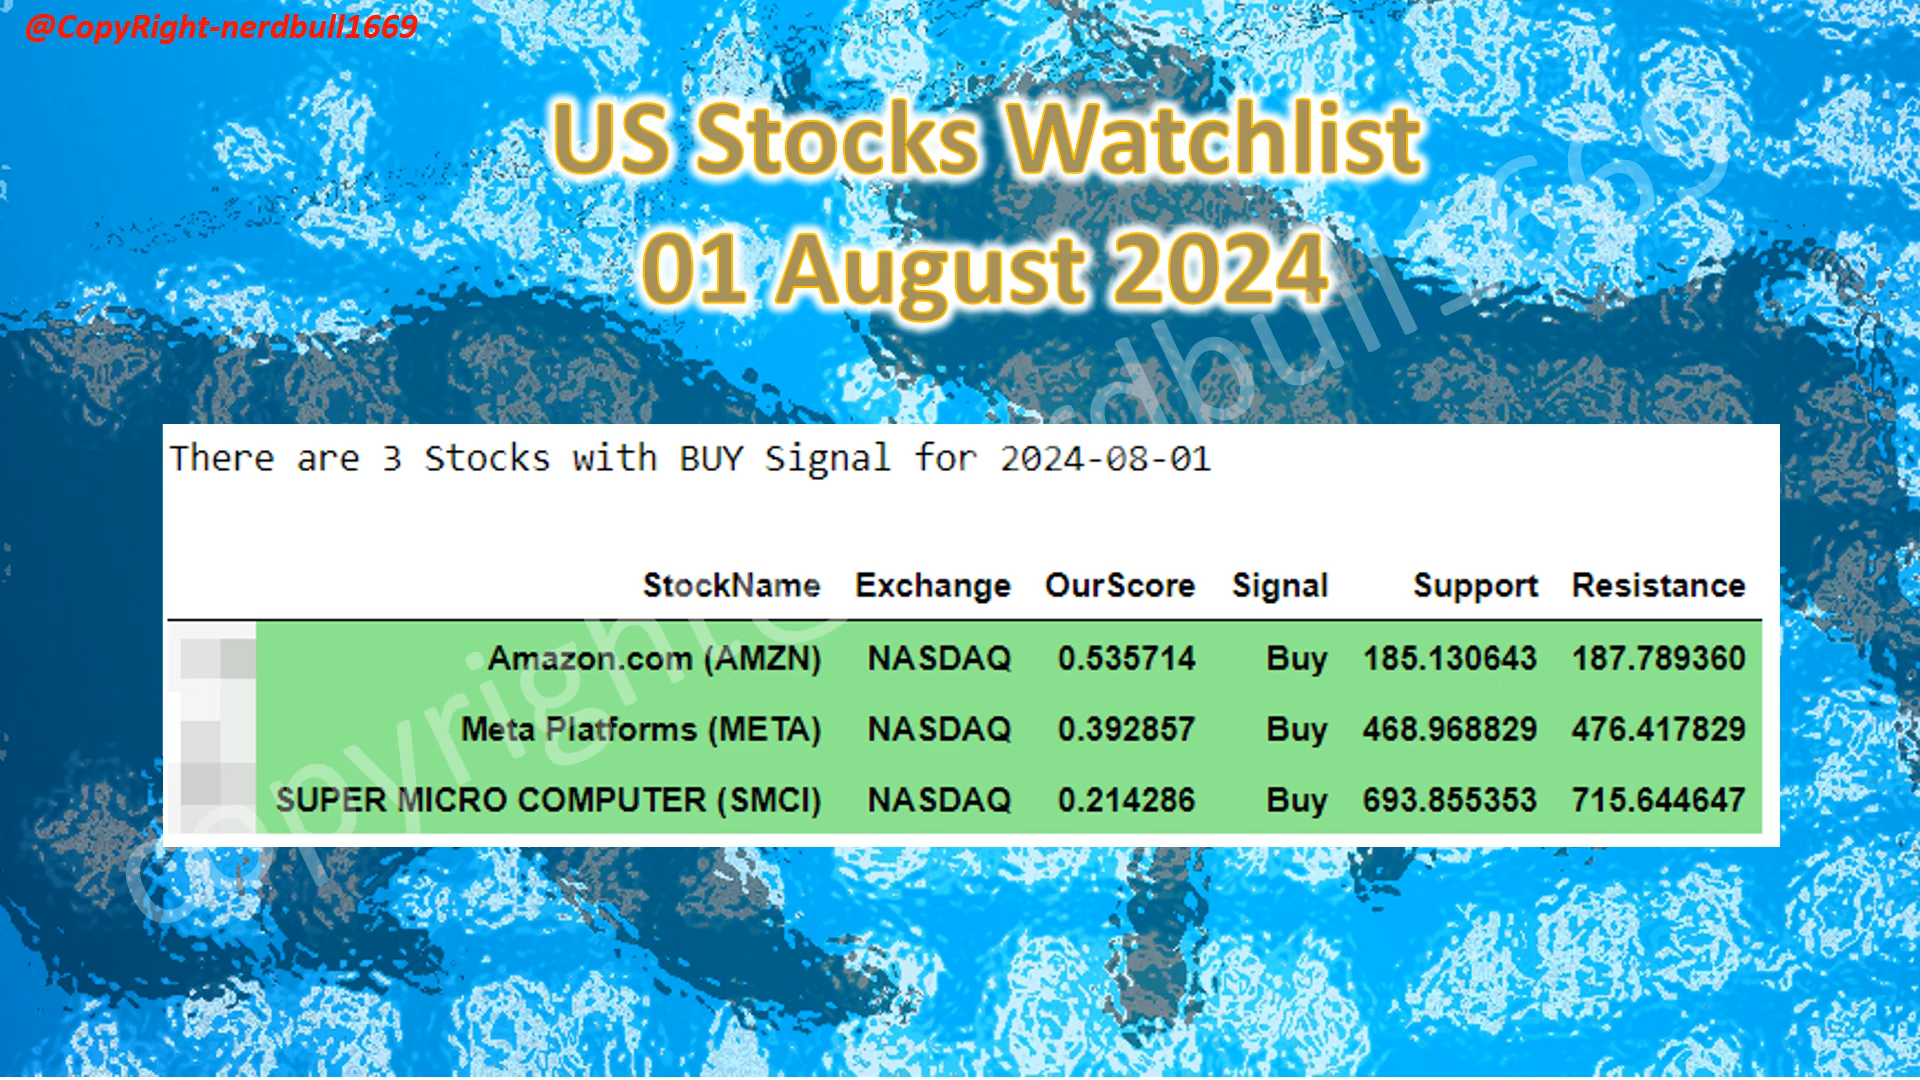 @CopyRight-nerdbull1669
US Stocks Watchlist
01 August 2024
There are 3 Stocks with BUY Signal for 2024-08-01
StockName Exchange OurScore Signal Support Resistance
Amazon.com (AMZN) NASDAQ 0.535714 Buy 185.130643 187.789360
Meta Platforms (META) NASDAQ 0.392857 Buy 468.968829 476.417829
SUPER MICRO COMPUTER (SMCI) NASDAQ 0.214286 Buy 693.855353 715.644647
copyright@nerdbull1669